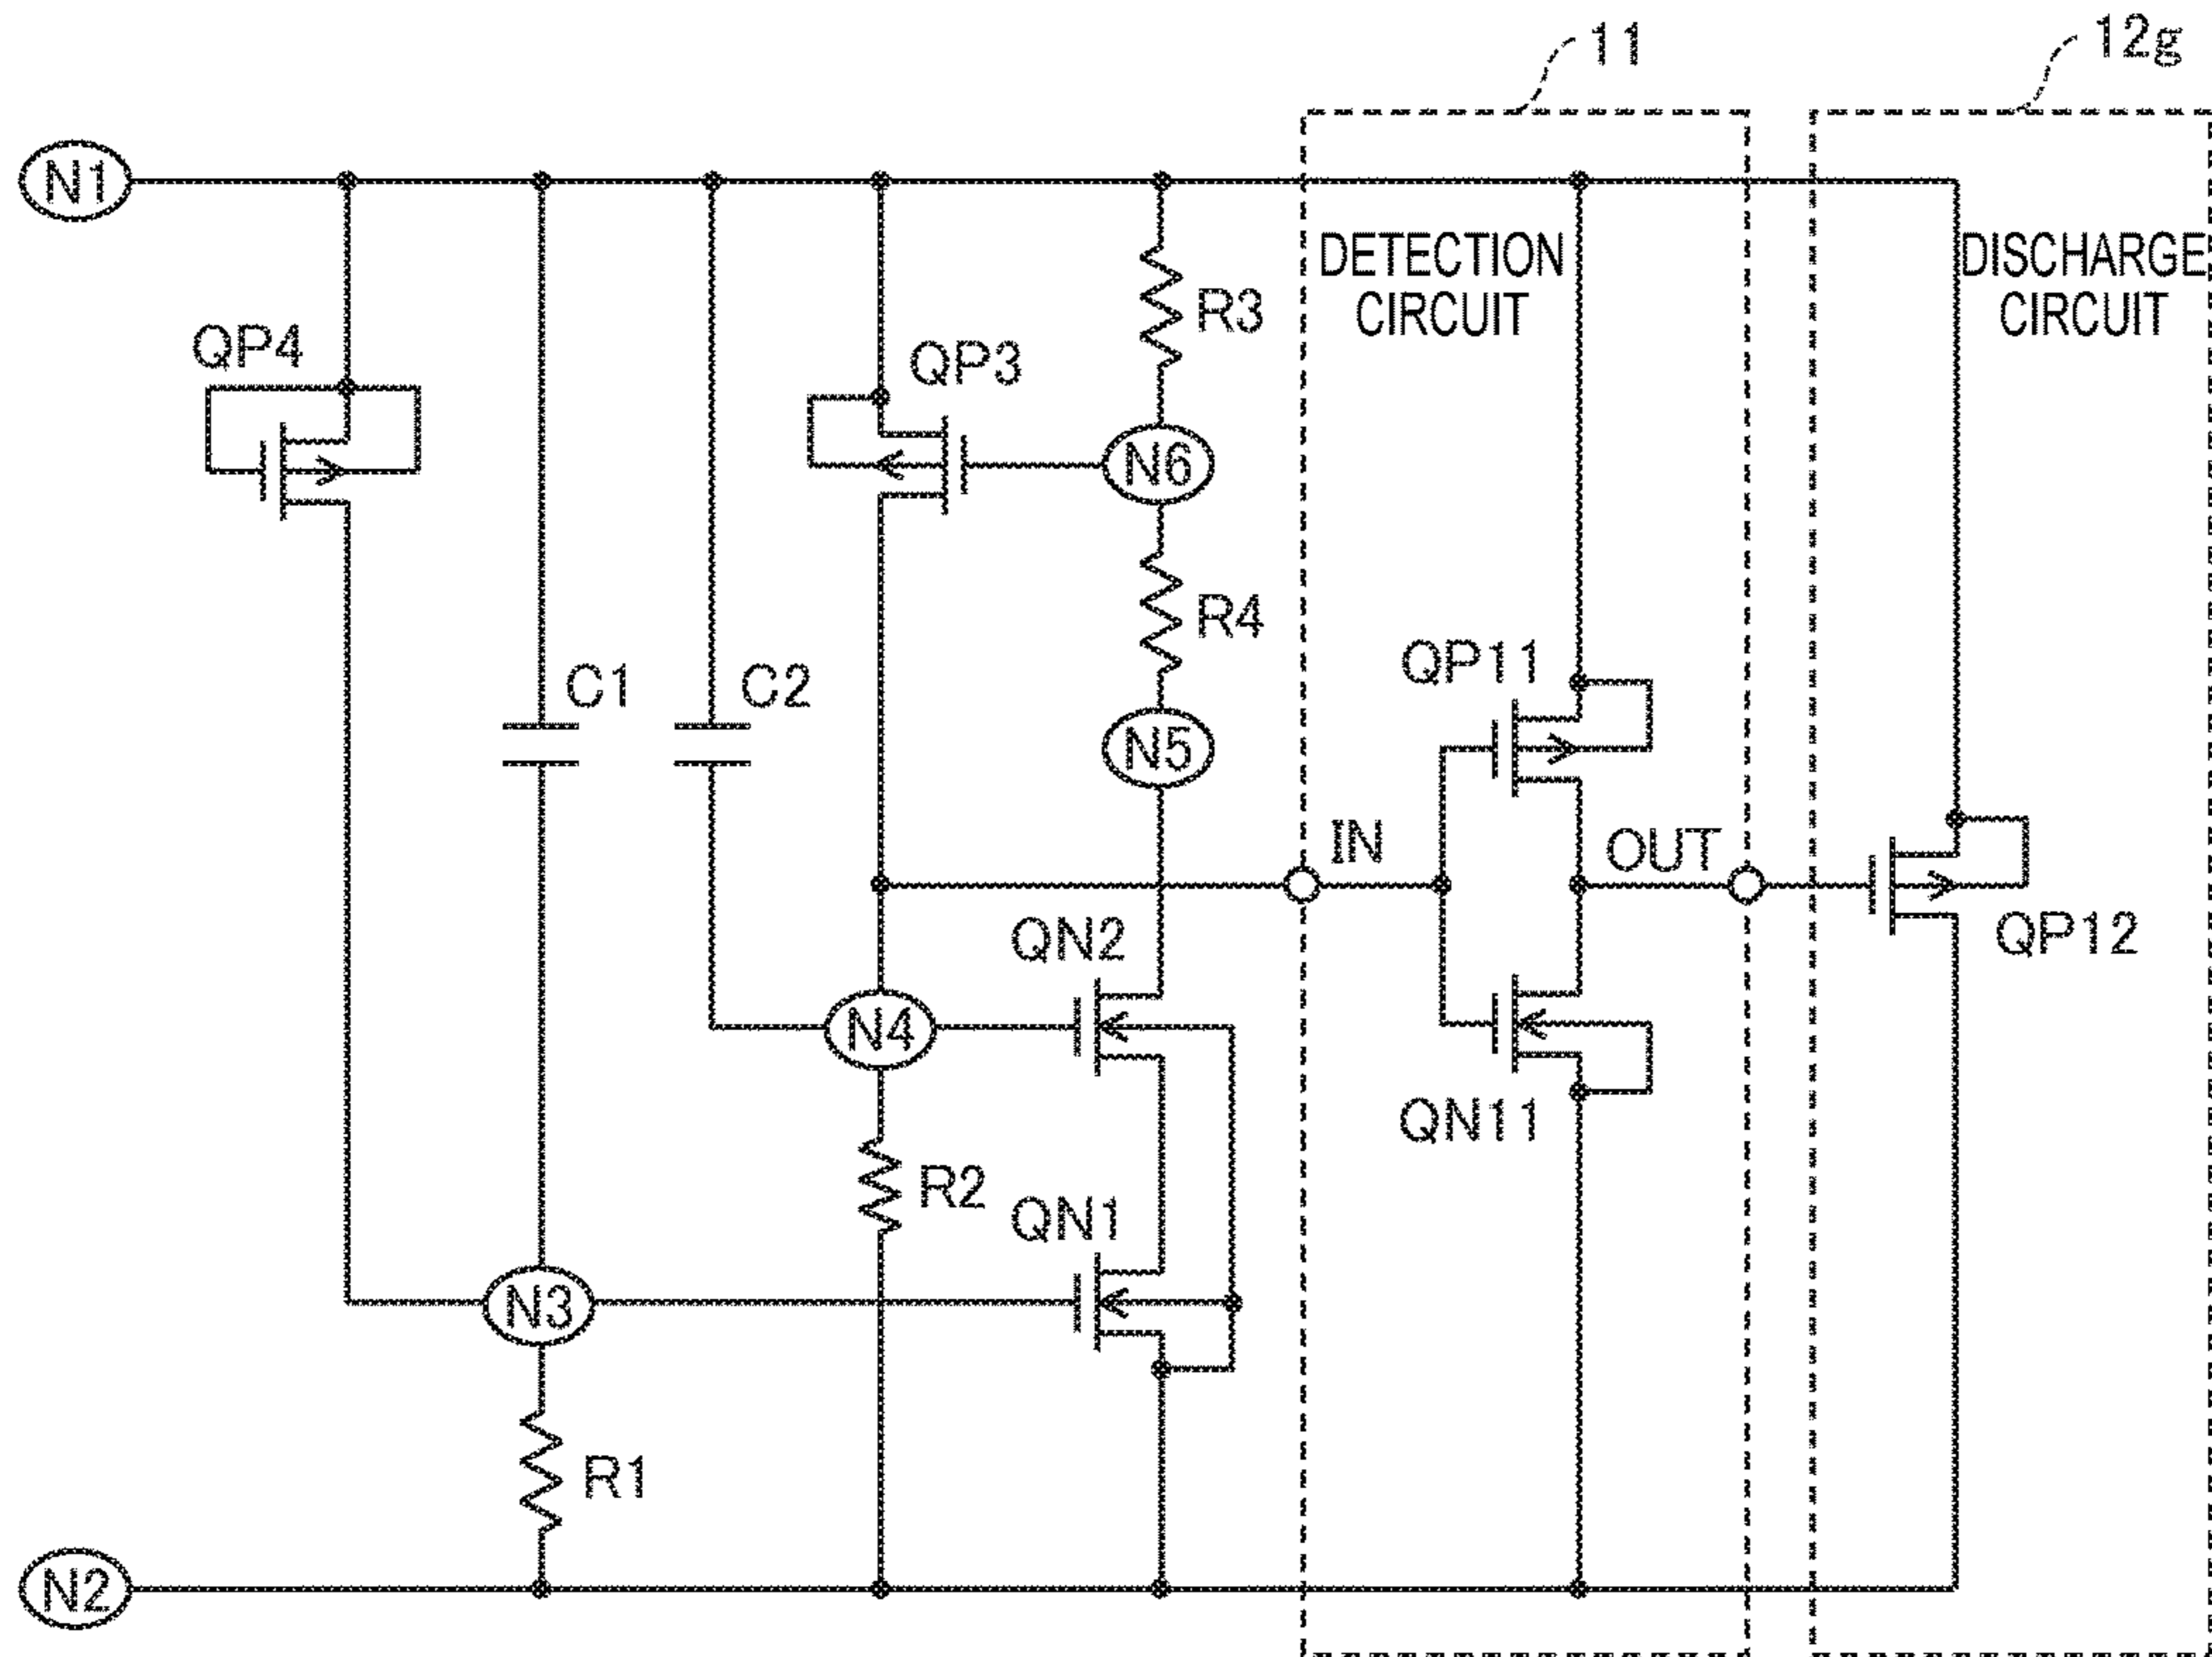 11
12g
N1
DETECTION
CIRCUIT
DISCHARGE
CIRCUIT
R3
QP4
QP3
N6
R4
QP11
C1
C2
N5
IN
OUT
QN2
QP12
N4
QN11
R2
QN1
N3
R1
N2